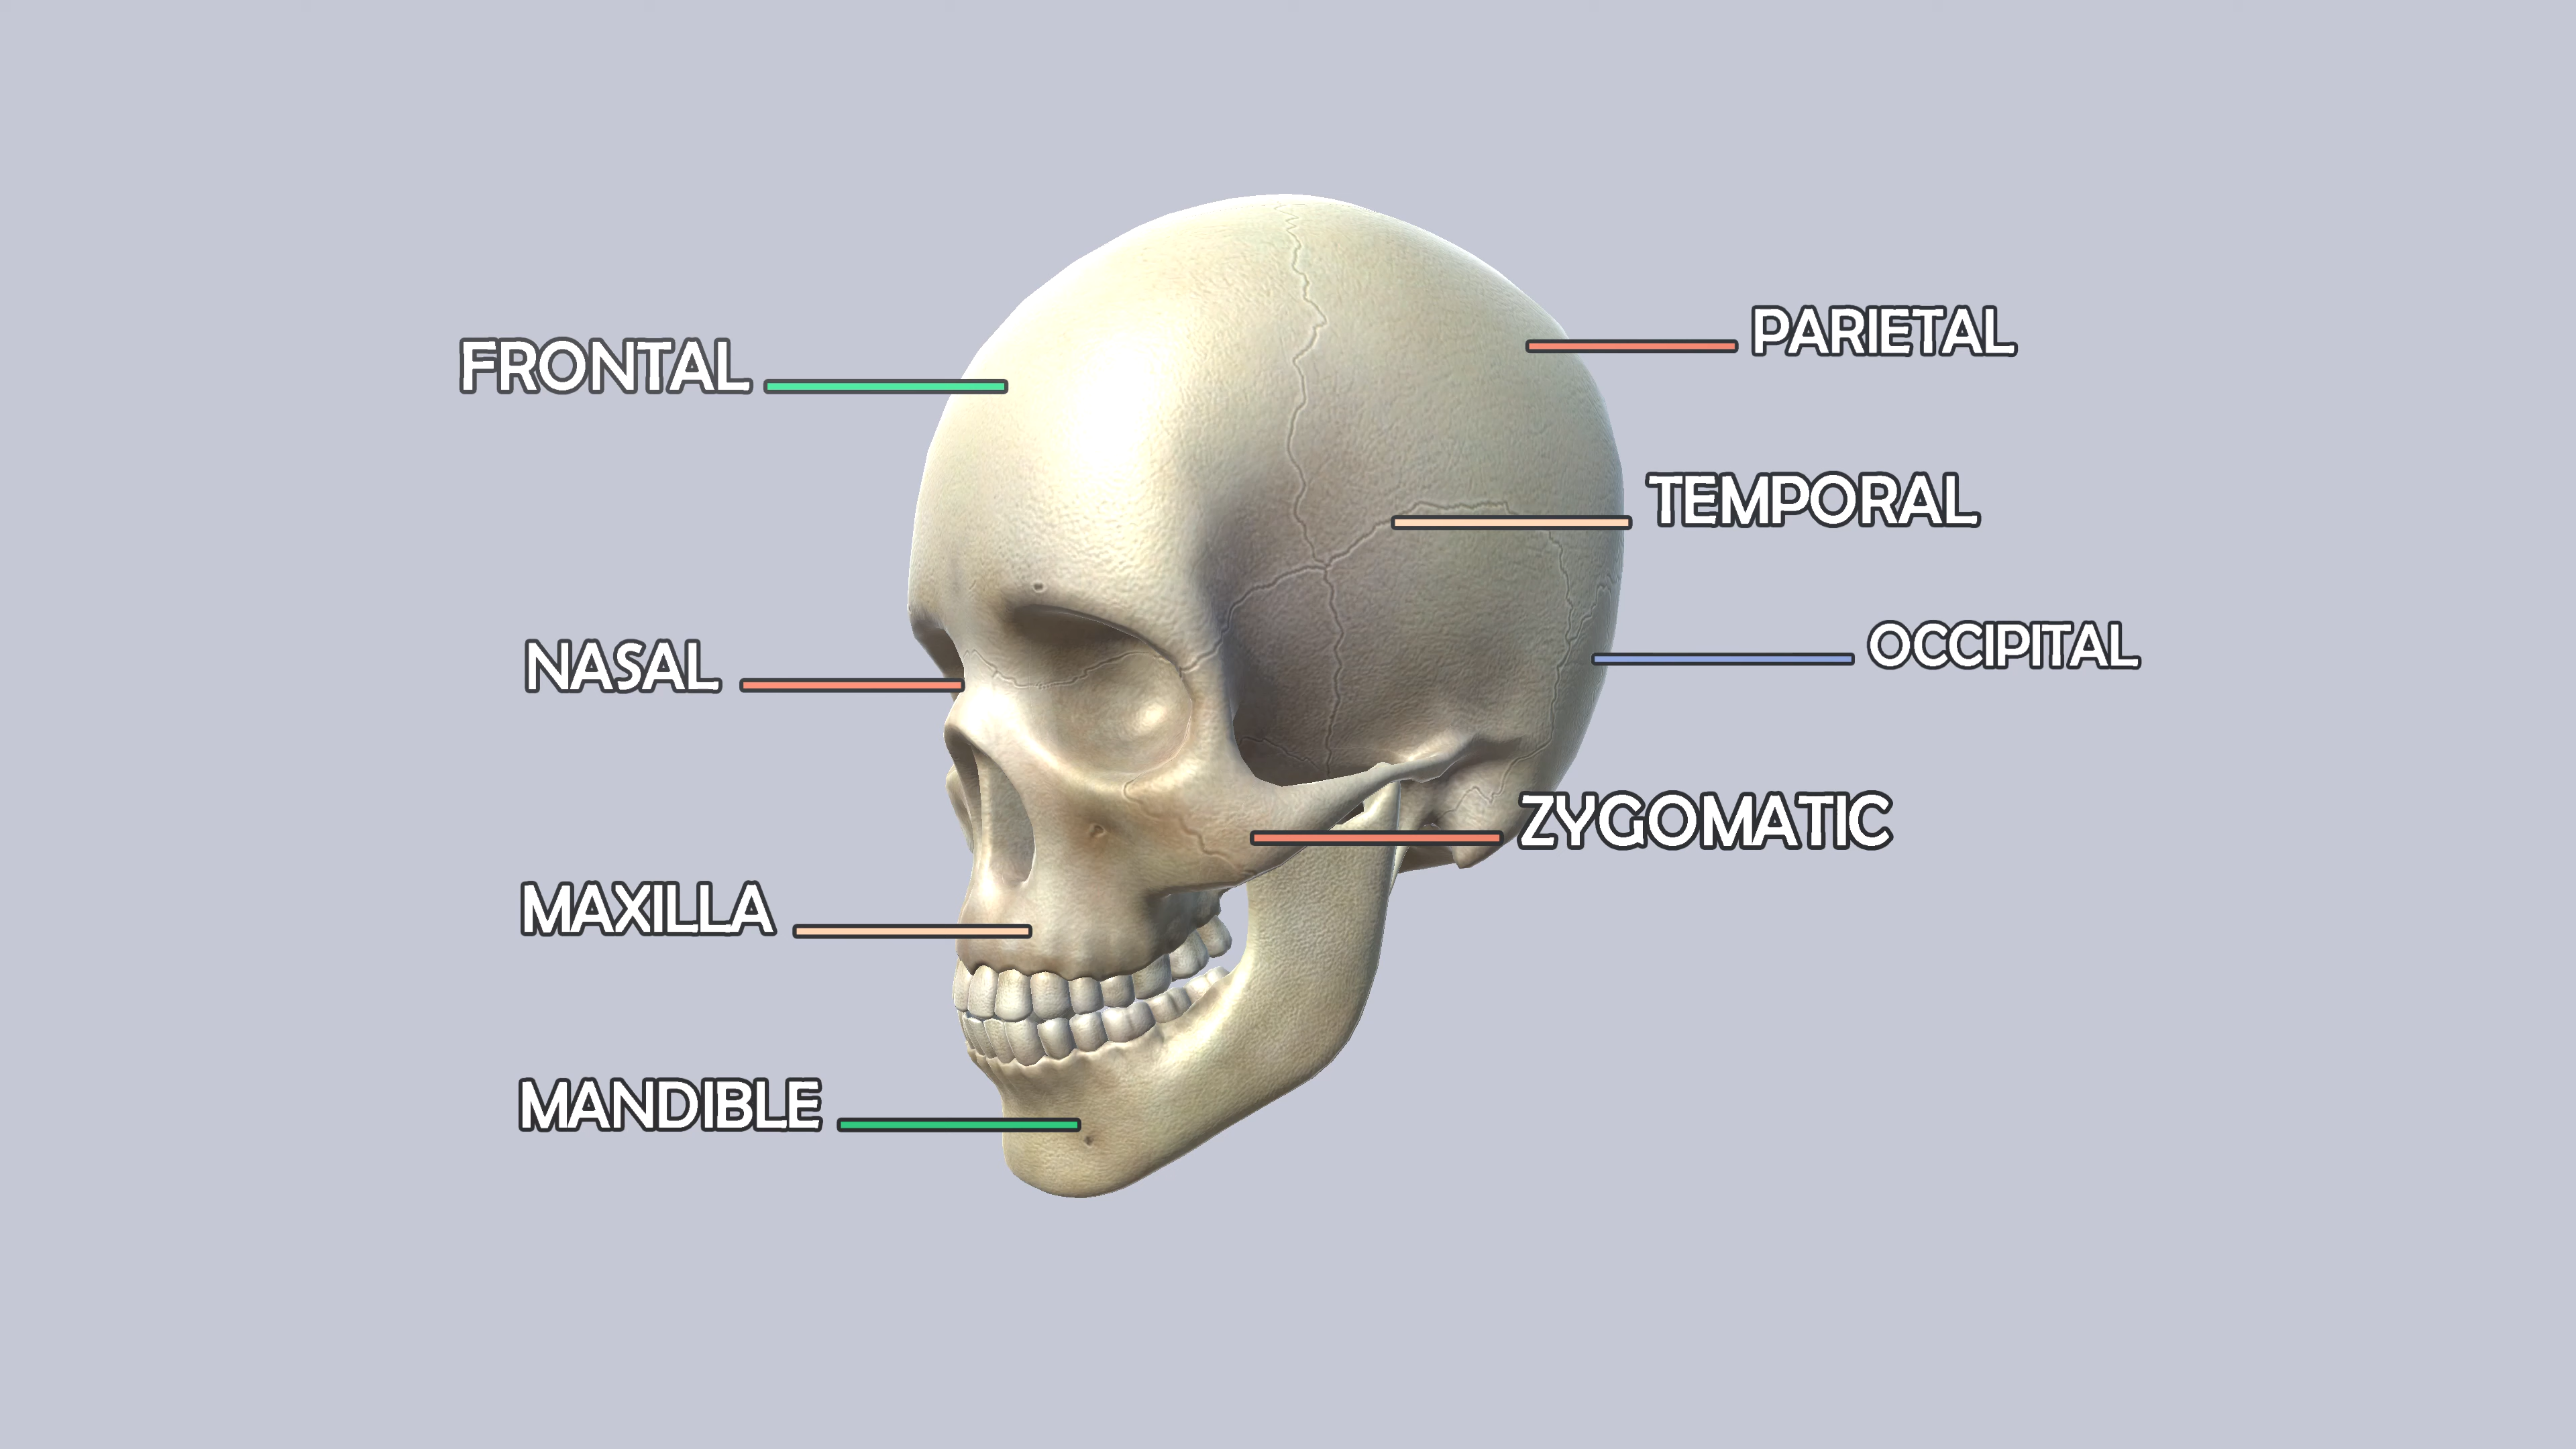 FRONTAL
NASAL
MAXILLA
MANDIBLE
PARIETAL
TEMPORAL
OCCIPITAL
ZYGOMATIC